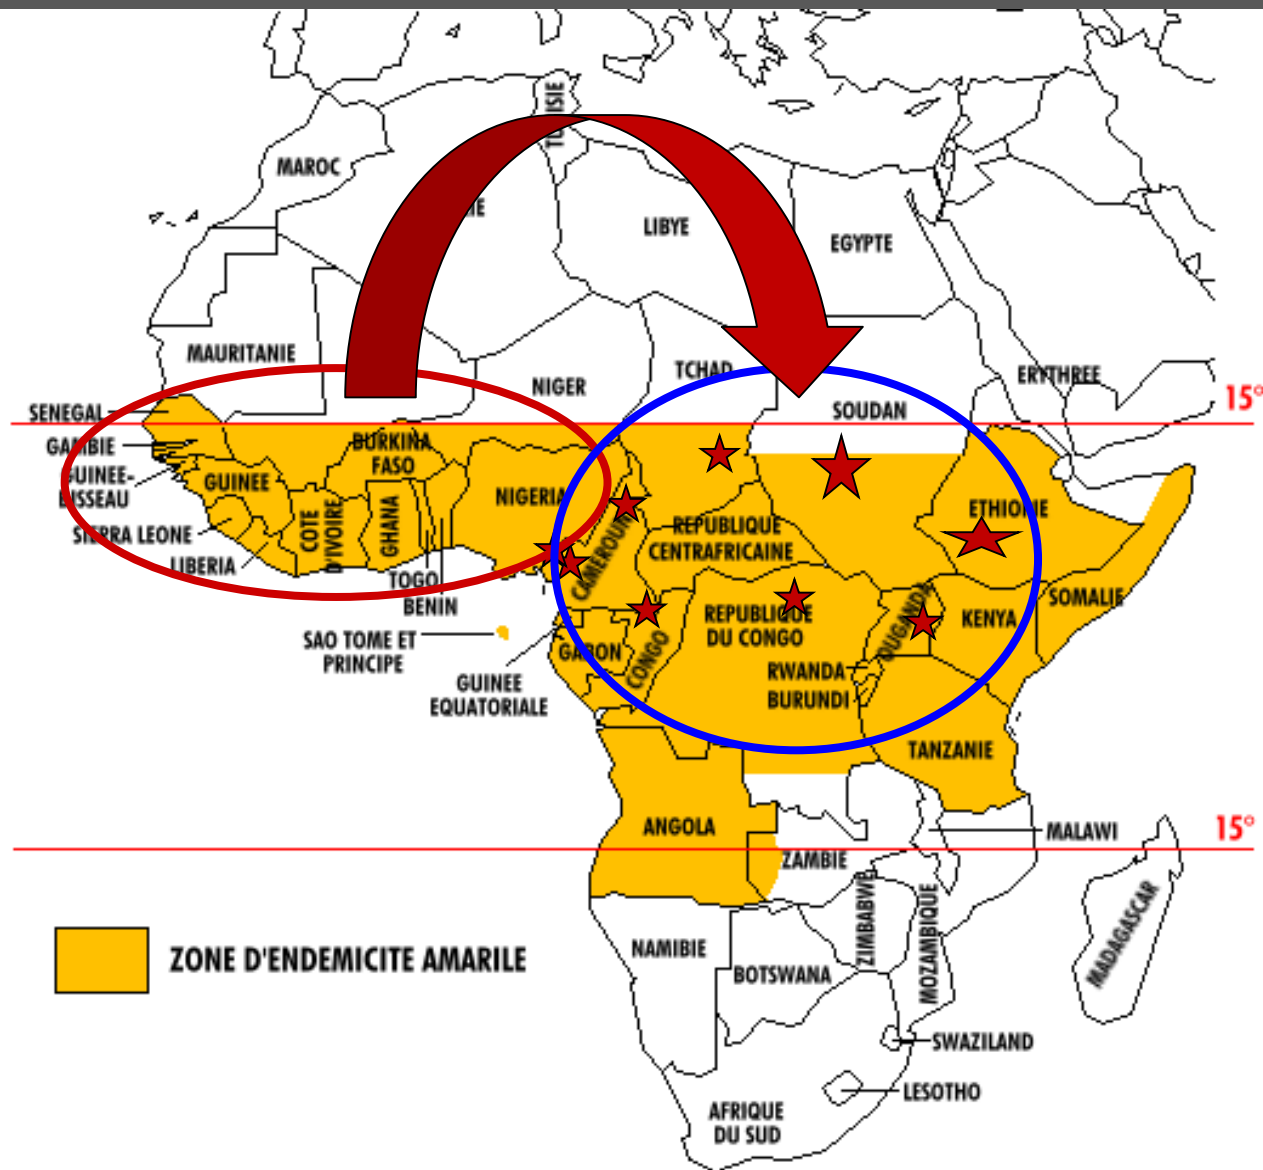 TUNISIE
MAROC
IE
LIBYE
EGYPTE
MAURITANIE
NIGER
TCHAD
ERYTHREE
15°
SENEGAL
SOUDAN
GAMBIE
BURKINA
FASO
GUINEE-
BISSEAU
GUINEE
NIGERIA
ETHIOPIE
COTE
D'IVOIRE
GHANA
SIERRA LEONE
REPUBLIQUE
CENTRAFRICAINE
CAMEROUN
LIBERIA
TOGO
BENIN
SOMALIE
OUGANDA
KENYA
REPUBLIQUE
DU CONGO
SAO TOME ET
PRINCIPE
GABON
CONGO
RWANDA
BURUNDI
GUINEE
EQUATORIALE
TANZANIE
ANGOLA
MALAWI
15°
ZAMBIE
ZIMBABWE
MOZAMBIQUE
MADAGASCAR
ZONE D'ENDEMICITE AMARILE
NAMIBIE
BOTSWANA
SWAZILAND
LESOTHO
AFRIQUE
DU SUD